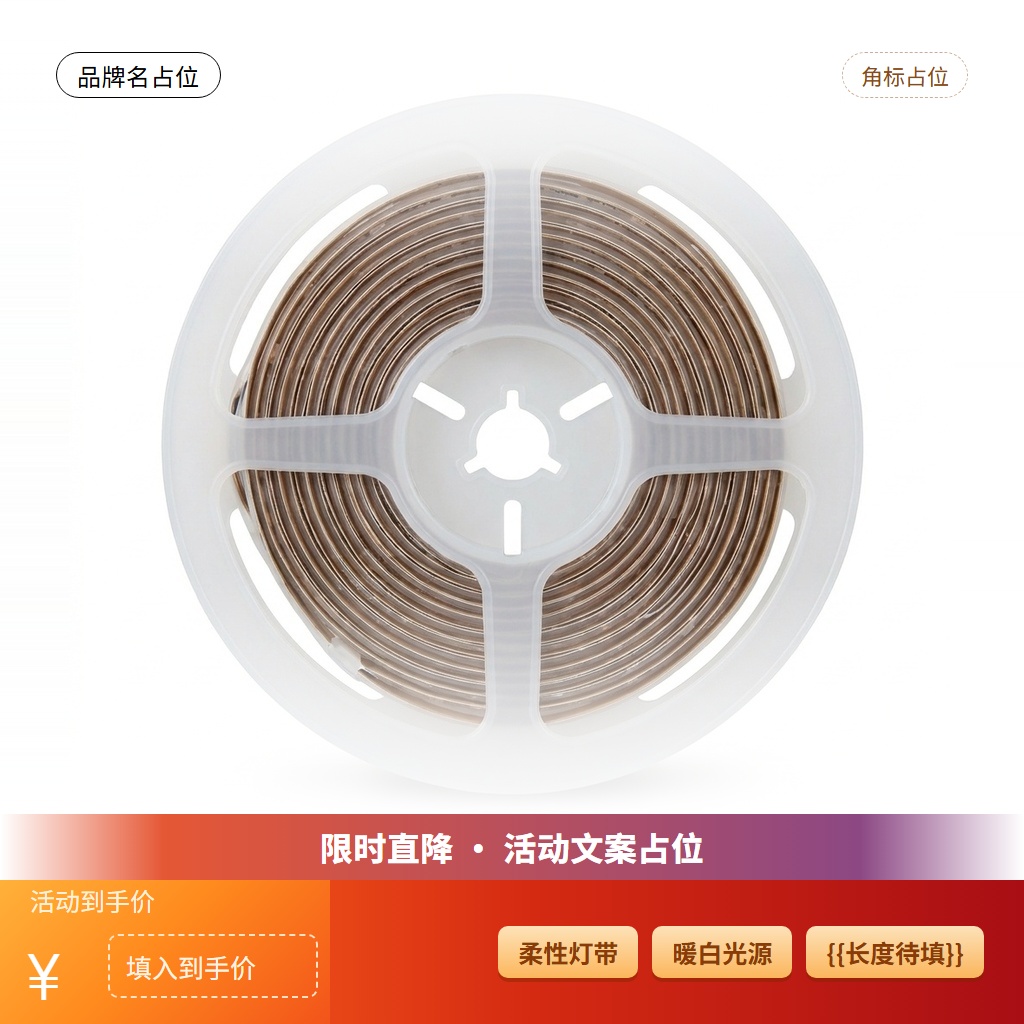 品牌名占位
角标占位
限时直降 · 活动文案占位
活动到手价
¥ 填入到手价
柔性灯带 暖白光源 {{长度待填}}